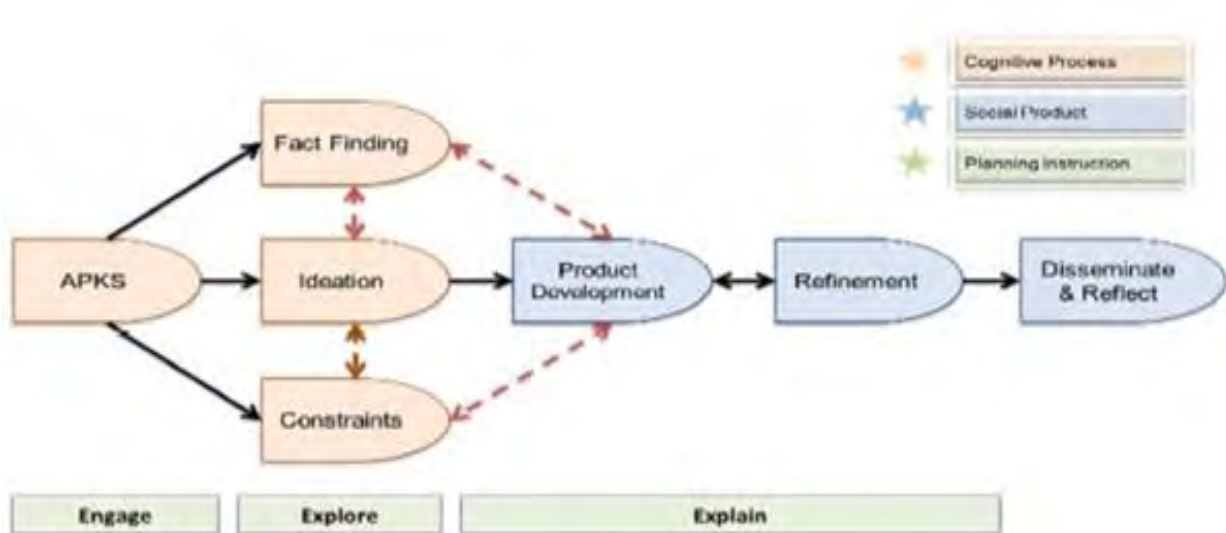 Cognitive Process
Social Product
Planning Instruction
Fact Finding
APKS
Ideation
Product
Development
Refinement
Disseminate
& Reflect
Constraints
Engage
Explore
Explain